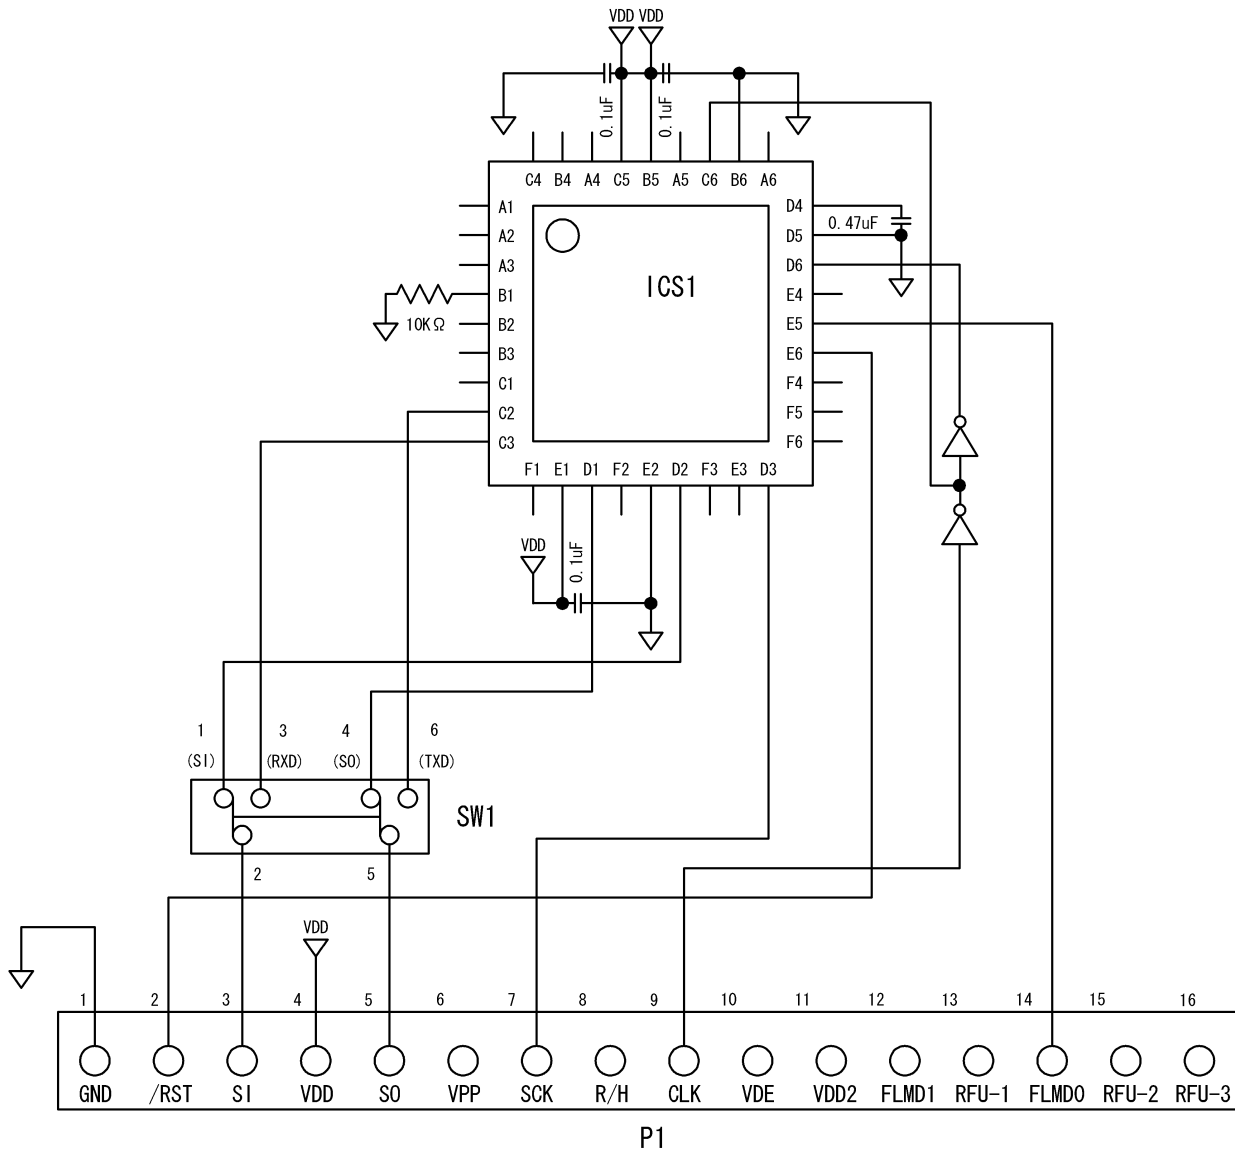 VDD VDD
0.1uF 0.1uF
C4 B4 A4 C5 B5 A5 C6 B6 A6
A1 D4
0.47uF
A2 D5
A3 D6
ICS1
B1 E4
10KΩ
B2 E5
B3 E6
C1 F4
C2 F5
C3 F6
F1 E1 D1 F2 E2 D2 F3 E3 D3
VDD
0.1uF
1 3 4 6
(SI) (RXD) (SO) (TXD)
SW1
2 5
VDD
1 2 3 4 5 6 7 8 9 10 11 12 13 14 15 16
GND /RST SI VDD SO VPP SCK R/H CLK VDE VDD2 FLMD1 RFU-1 FLMD0 RFU-2 RFU-3
P1